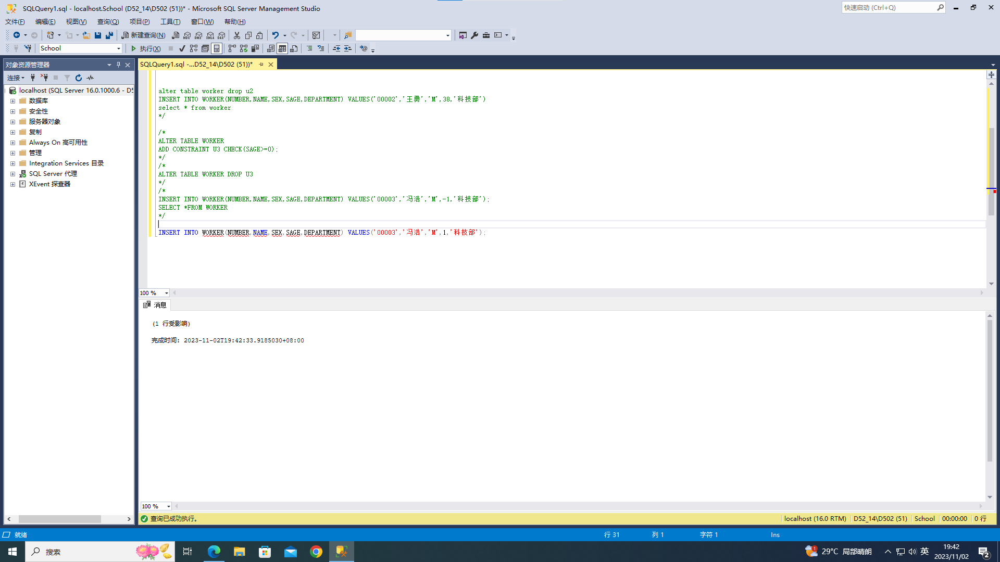 SQLQuery1.sql - localhost.School (D52_14\D502 (51))* - Microsoft SQL Server Management Studio
快速启动 (Ctrl+Q)
文件(F) 编辑(E) 视图(V) 查询(Q) 项目(P) 工具(T) 窗口(W) 帮助(H)
新建查询(N)
School 执行(X)
对象资源管理器
SQLQuery1.sql -...D52_14\D502 (51))*
连接
localhost (SQL Server 16.0.1000.6 - D5
数据库
安全性
服务器对象
复制
Always On 高可用性
管理
Integration Services 目录
SQL Server 代理
XEvent 探查器
alter table worker drop u2
INSERT INTO WORKER(NUMBER,NAME,SEX,SAGE,DEPARTMENT) VALUES('00002','王勇','M',38,'科技部')
select * from worker
*/
/*
ALTER TABLE WORKER
ADD CONSTRAINT U3 CHECK(SAGE>=0);
*/
/*
ALTER TABLE WORKER DROP U3
*/
/*
INSERT INTO WORKER(NUMBER,NAME,SEX,SAGE,DEPARTMENT) VALUES('00003','冯浩','M',-1,'科技部');
SELECT *FROM WORKER
*/
INSERT INTO WORKER(NUMBER,NAME,SEX,SAGE,DEPARTMENT) VALUES('00003','冯浩','M',1,'科技部');
100 %
消息
(1 行受影响)
完成时间: 2023-11-02T19:42:33.9185030+08:00
100 %
查询已成功执行。
localhost (16.0 RTM) D52_14\D502 (51) School 00:00:00 0 行
就绪
行 31 列 1 字符 1 Ins
搜索
1 29°C 局部晴朗 英 19:42
2023/11/02
2